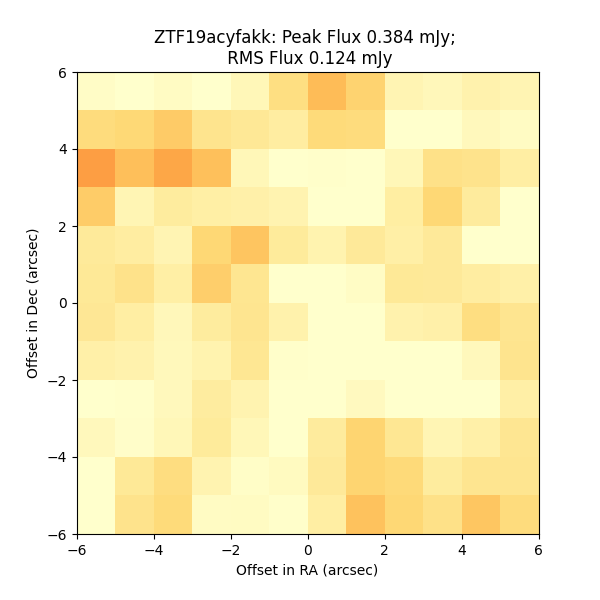 ZTF19acyfakk: Peak Flux 0.384 mJy;
RMS Flux 0.124 mJy
6
4
2
0
−2
−4
−6
Offset in Dec (arcsec)
−6 −4 −2 0 2 4 6
Offset in RA (arcsec)